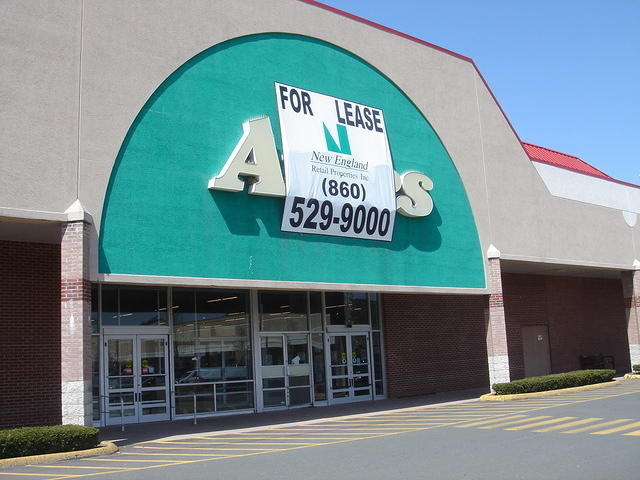 FOR LEASE
New England
Retail Properties Inc
(860)
529-9000
A s